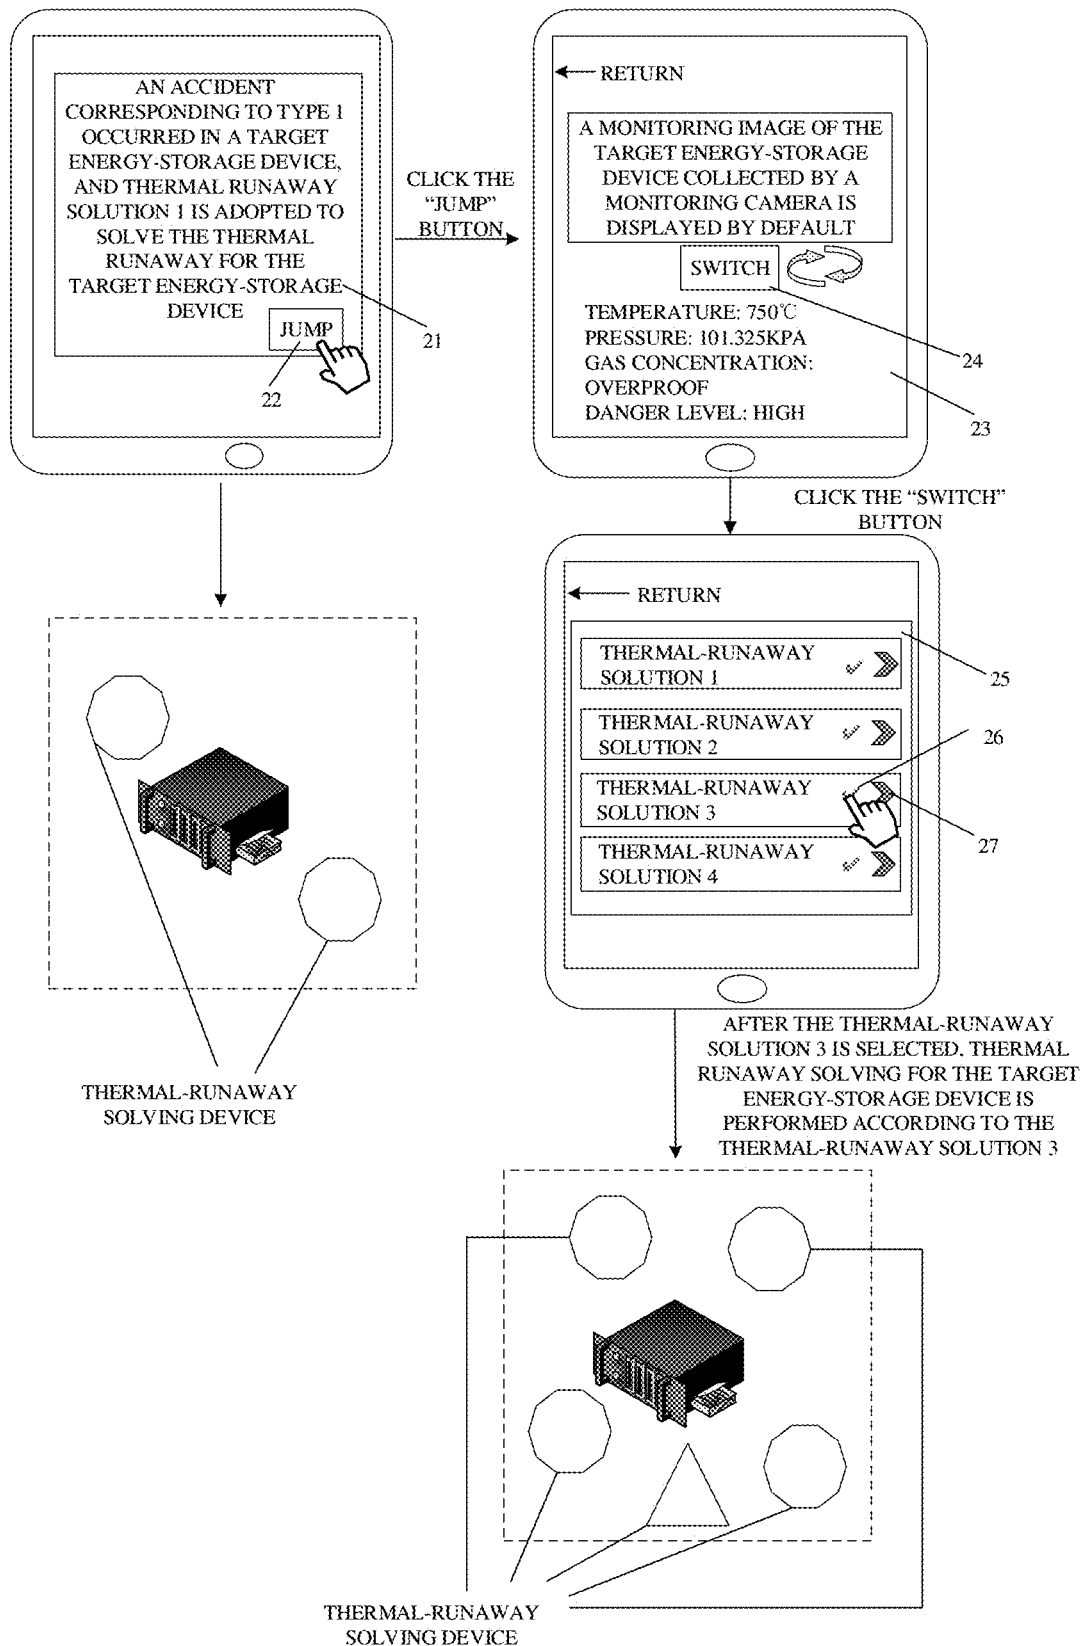 AN ACCIDENT
CORRESPONDING TO TYPE 1
OCCURRED IN A TARGET
ENERGY-STORAGE DEVICE,
AND THERMAL RUNAWAY
SOLUTION 1 IS ADOPTED TO
SOLVE THE THERMAL
RUNAWAY FOR THE
TARGET ENERGY-STORAGE
DEVICE
JUMP
21
22
CLICK THE
“JUMP”
BUTTON
RETURN
A MONITORING IMAGE OF THE
TARGET ENERGY-STORAGE
DEVICE COLLECTED BY A
MONITORING CAMERA IS
DISPLAYED BY DEFAULT
SWITCH
TEMPERATURE: 750℃
PRESSURE: 101.325KPA
GAS CONCENTRATION:
OVERPROOF
DANGER LEVEL: HIGH
24
23
CLICK THE “SWITCH”
BUTTON
RETURN
THERMAL-RUNAWAY
SOLUTION 1
THERMAL-RUNAWAY
SOLUTION 2
THERMAL-RUNAWAY
SOLUTION 3
THERMAL-RUNAWAY
SOLUTION 4
25
26
27
THERMAL-RUNAWAY
SOLVING DEVICE
AFTER THE THERMAL-RUNAWAY
SOLUTION 3 IS SELECTED, THERMAL
RUNAWAY SOLVING FOR THE TARGET
ENERGY-STORAGE DEVICE IS
PERFORMED ACCORDING TO THE
THERMAL-RUNAWAY SOLUTION 3
THERMAL-RUNAWAY
SOLVING DEVICE